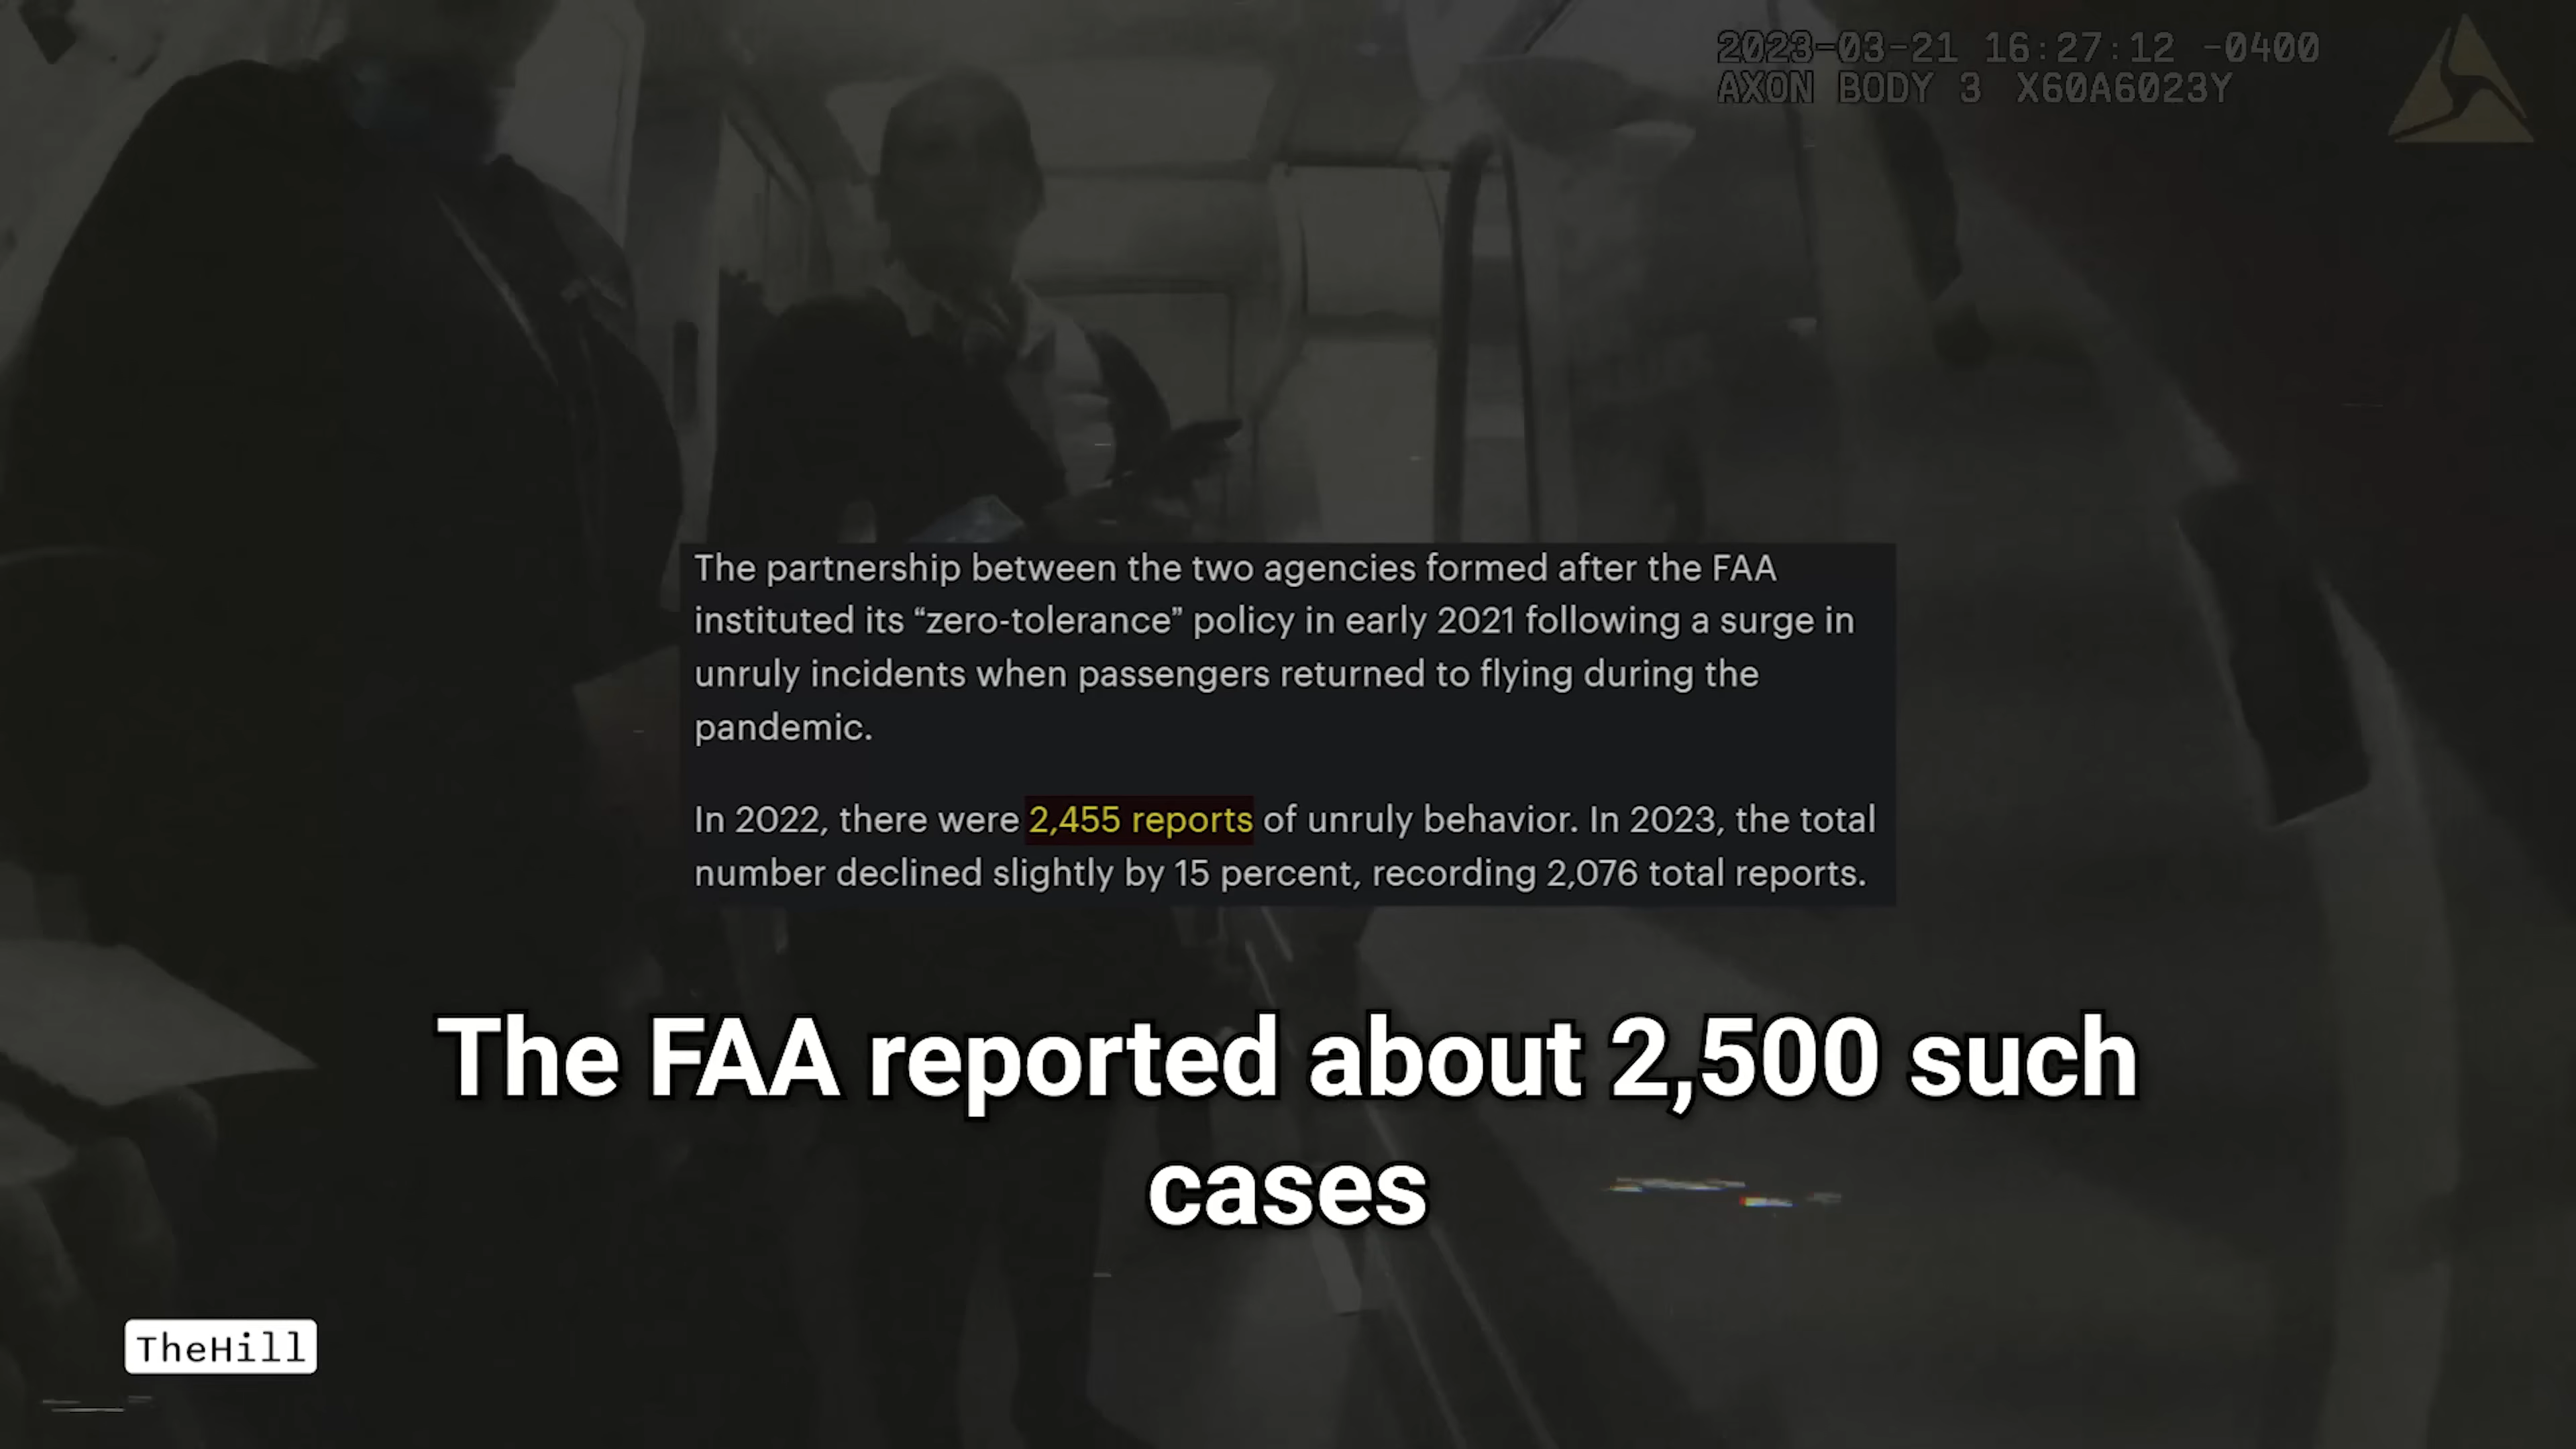 2023-03-21 16:27:12 -0400
AXON BODY 3 X60A6023Y
The partnership between the two agencies formed after the FAA
instituted its “zero-tolerance” policy in early 2021 following a surge in
unruly incidents when passengers returned to flying during the
pandemic.
In 2022, there were 2,455 reports of unruly behavior. In 2023, the total
number declined slightly by 15 percent, recording 2,076 total reports.
The FAA reported about 2,500 such
cases
TheHill